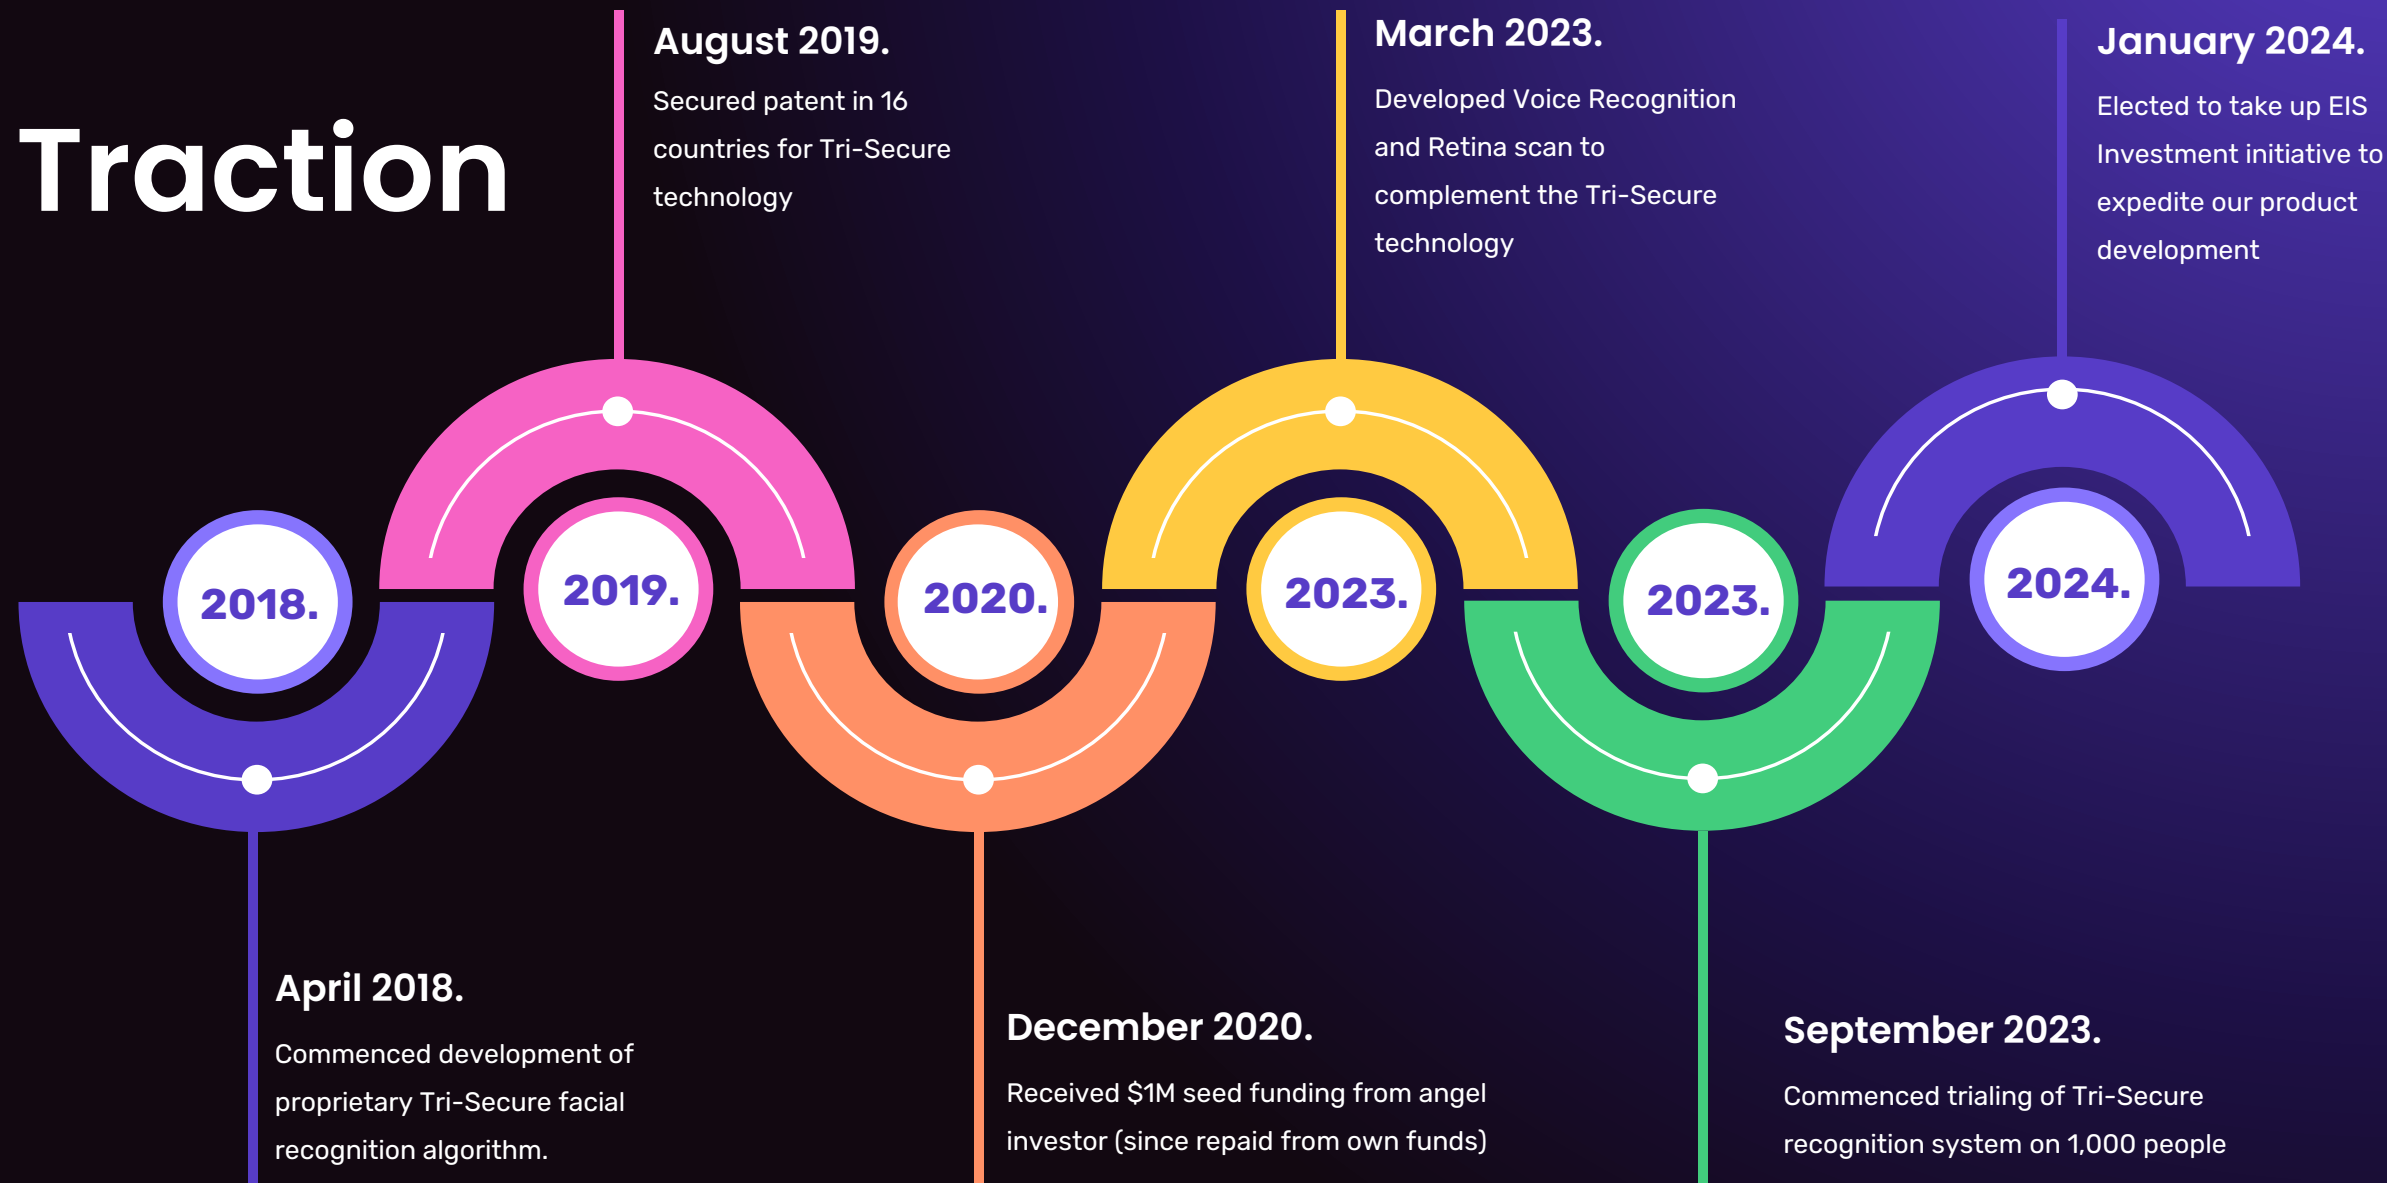 Traction
August 2019.
Secured patent in 16
countries for Tri-Secure
technology
March 2023.
Developed Voice Recognition
and Retina scan to
complement the Tri-Secure
technology
January 2024.
Elected to take up EIS
Investment initiative to
expedite our product
development
2018.
2019.
2020.
2023.
2023.
2024.
April 2018.
Commenced development of
proprietary Tri-Secure facial
recognition algorithm.
December 2020.
Received $1M seed funding from angel
investor (since repaid from own funds)
September 2023.
Commenced trialing of Tri-Secure
recognition system on 1,000 people